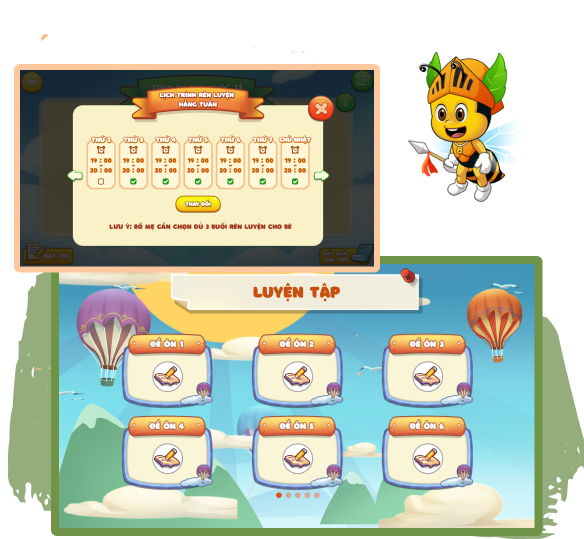 LỊCH TRÌNH RÈN LUYỆN
HÀNG TUẦN
THỨ 2 THỨ 3 THỨ 4 THỨ 5 THỨ 6 THỨ 7 CHỦ NHẬT
19 : 00 19 : 00 19 : 00 19 : 00 19 : 00 19 : 00 19 : 00
20 : 00 20 : 00 20 : 00 20 : 00 20 : 00 20 : 00 20 : 00
THAY ĐỔI
LƯU Ý: BỐ MẸ CẦN CHỌN ĐỦ 3 BUỔI RÈN LUYỆN CHO BÉ
LUYỆN TẬP
ĐỀ ÔN 1 ĐỀ ÔN 2 ĐỀ ÔN 3
ĐỀ ÔN 4 ĐỀ ÔN 5 ĐỀ ÔN 6